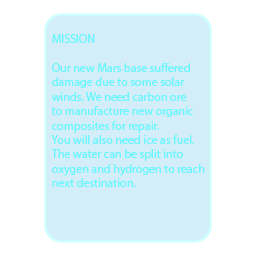 MISSION
Our new Mars base suffered
damage due to some solar
winds. We need carbon ore
to manufacture new organic
composites for repair.
You will also need ice as fuel.
The water can be split into
oxygen and hydrogen to reach
next destination.